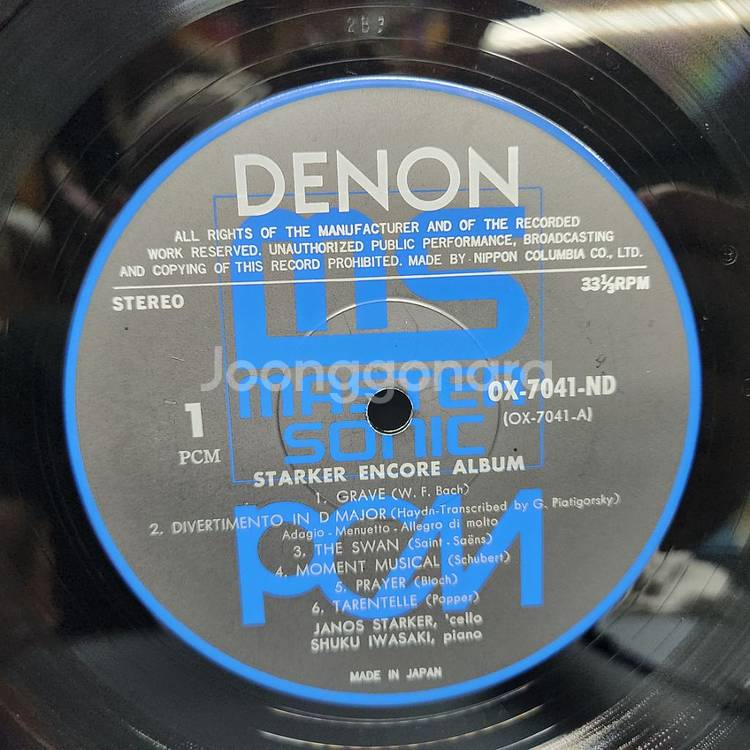 2B3
DENON
ALL RIGHTS OF THE MANUFACTURER AND OF THE RECORDED
WORK RESERVED. UNAUTHORIZED PUBLIC PERFORMANCE, BROADCASTING
AND COPYING OF THIS RECORD PROHIBITED. MADE BY NIPPON COLUMBIA CO., LTD.
STEREO
33⅓RPM
ms
Joonggonara
MASTER
SONIC
OX-7041-ND
(OX-7041-A)
1
PCM
STARKER ENCORE ALBUM
1. GRAVE (W. F. Bach)
2. DIVERTIMENTO IN D MAJOR (Haydn-Transcribed by G. Piatigorsky)
Adagio - Menuetto - Allegro di molto
3. THE SWAN (Saint-Saëns)
4. MOMENT MUSICAL (Schubert)
5. PRAYER (Bloch)
6. TARENTELLE (Popper)
PCM
JANOS STARKER, 'cello
SHUKU IWASAKI, piano
MADE IN JAPAN